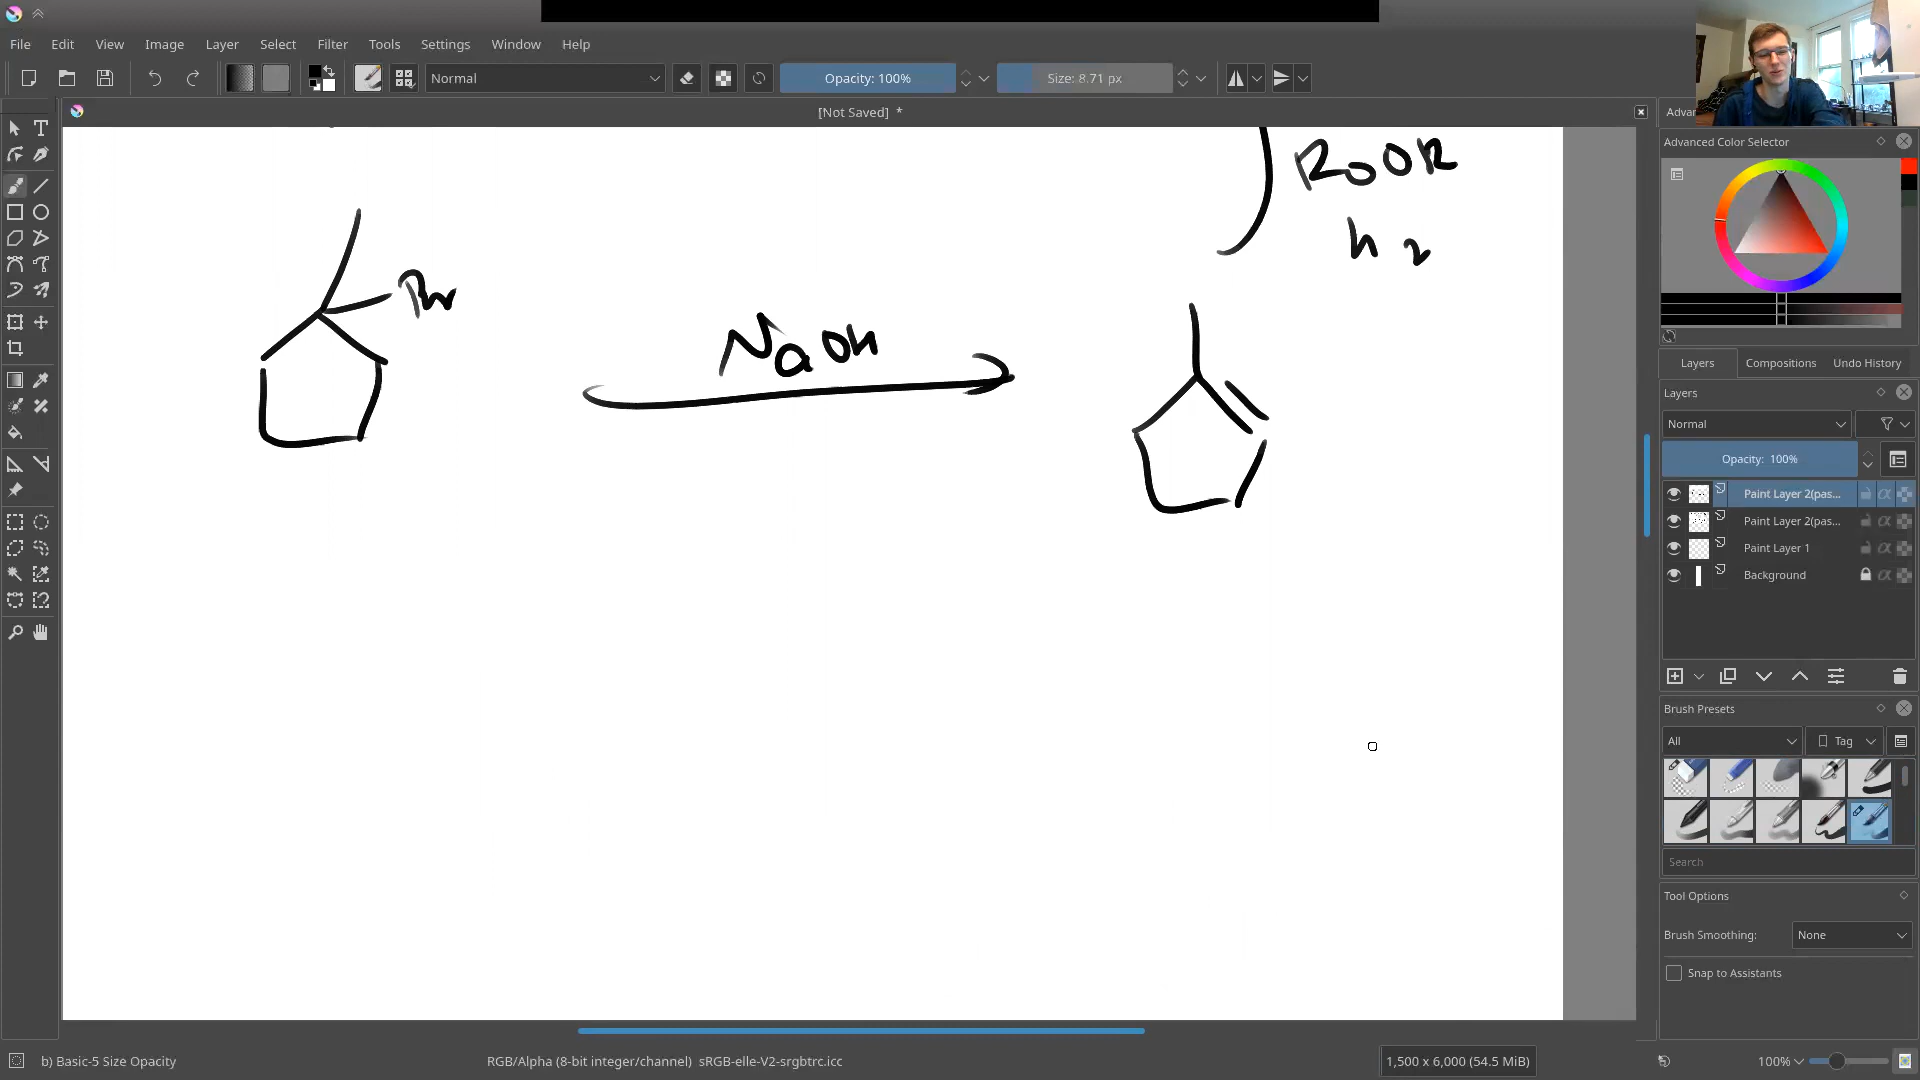 File Edit View Image Layer Select Filter Tools Settings Window Help
Normal
Opacity: 100%
Size: 8.71 px
[Not Saved] *
Advan
Advanced Color Selector
ROOR
h
Br
NaOH
Layers Compositions Undo History
Layers
Normal
Opacity: 100%
Paint Layer 2(pas...
Paint Layer 2(pas...
Paint Layer 1
Background
Brush Presets
All
Tag
Search
Tool Options
Brush Smoothing: None
Snap to Assistants
b) Basic-5 Size Opacity
RGB/Alpha (8-bit integer/channel) sRGB-elle-V2-srgbtrc.icc
1,500 x 6,000 (54.5 MiB)
100%